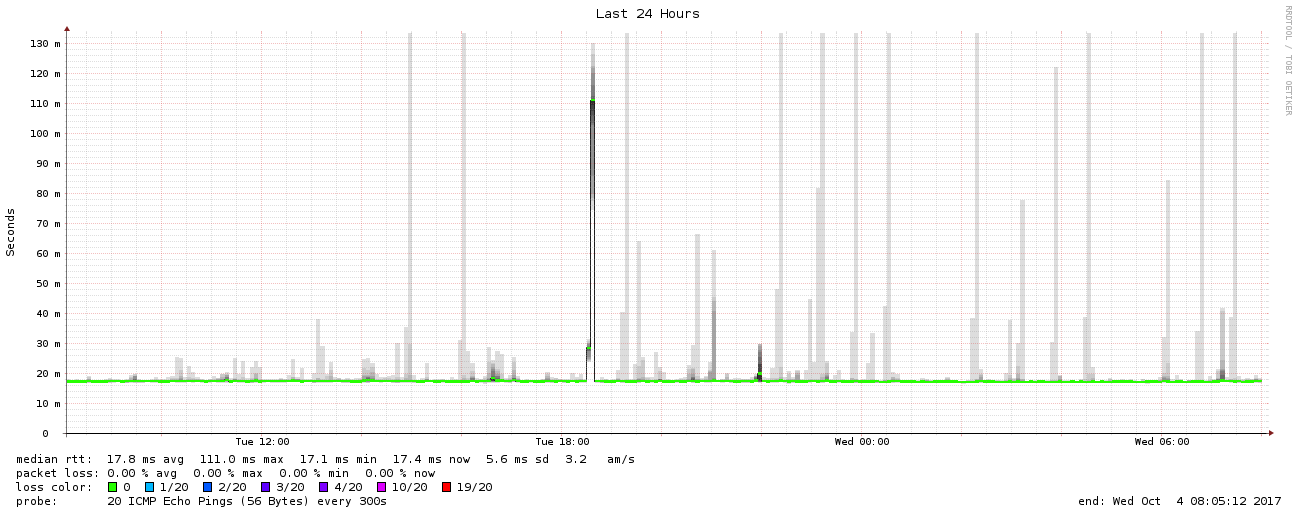 Last 24 Hours
RRDTOOL / TOBI OETIKER
Seconds
130 m
120 m
110 m
100 m
90 m
80 m
70 m
60 m
50 m
40 m
30 m
20 m
10 m
0
Tue 12:00 Tue 18:00 Wed 00:00 Wed 06:00
median rtt: 17.8 ms avg 111.0 ms max 17.1 ms min 17.4 ms now 5.6 ms sd 3.2 am/s
packet loss: 0.00 % avg 0.00 % max 0.00 % min 0.00 % now
loss color: 0 1/20 2/20 3/20 4/20 10/20 19/20
probe: 20 ICMP Echo Pings (56 Bytes) every 300s end: Wed Oct 4 08:05:12 2017